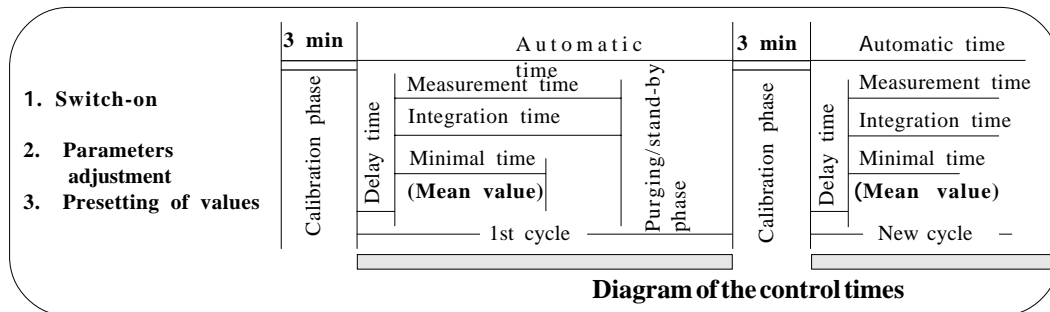 3 min
Automatic
time
3 min
Automatic time
1. Switch-on
2. Parameters
adjustment
3. Presetting of values
Calibration phase
Delay time
Measurement time
Integration time
Minimal time
(Mean value)
Purging/stand-by
phase
1st cycle
Calibration phase
Delay time
Measurement time
Integration time
Minimal time
(Mean value)
New cycle
Diagram of the control times